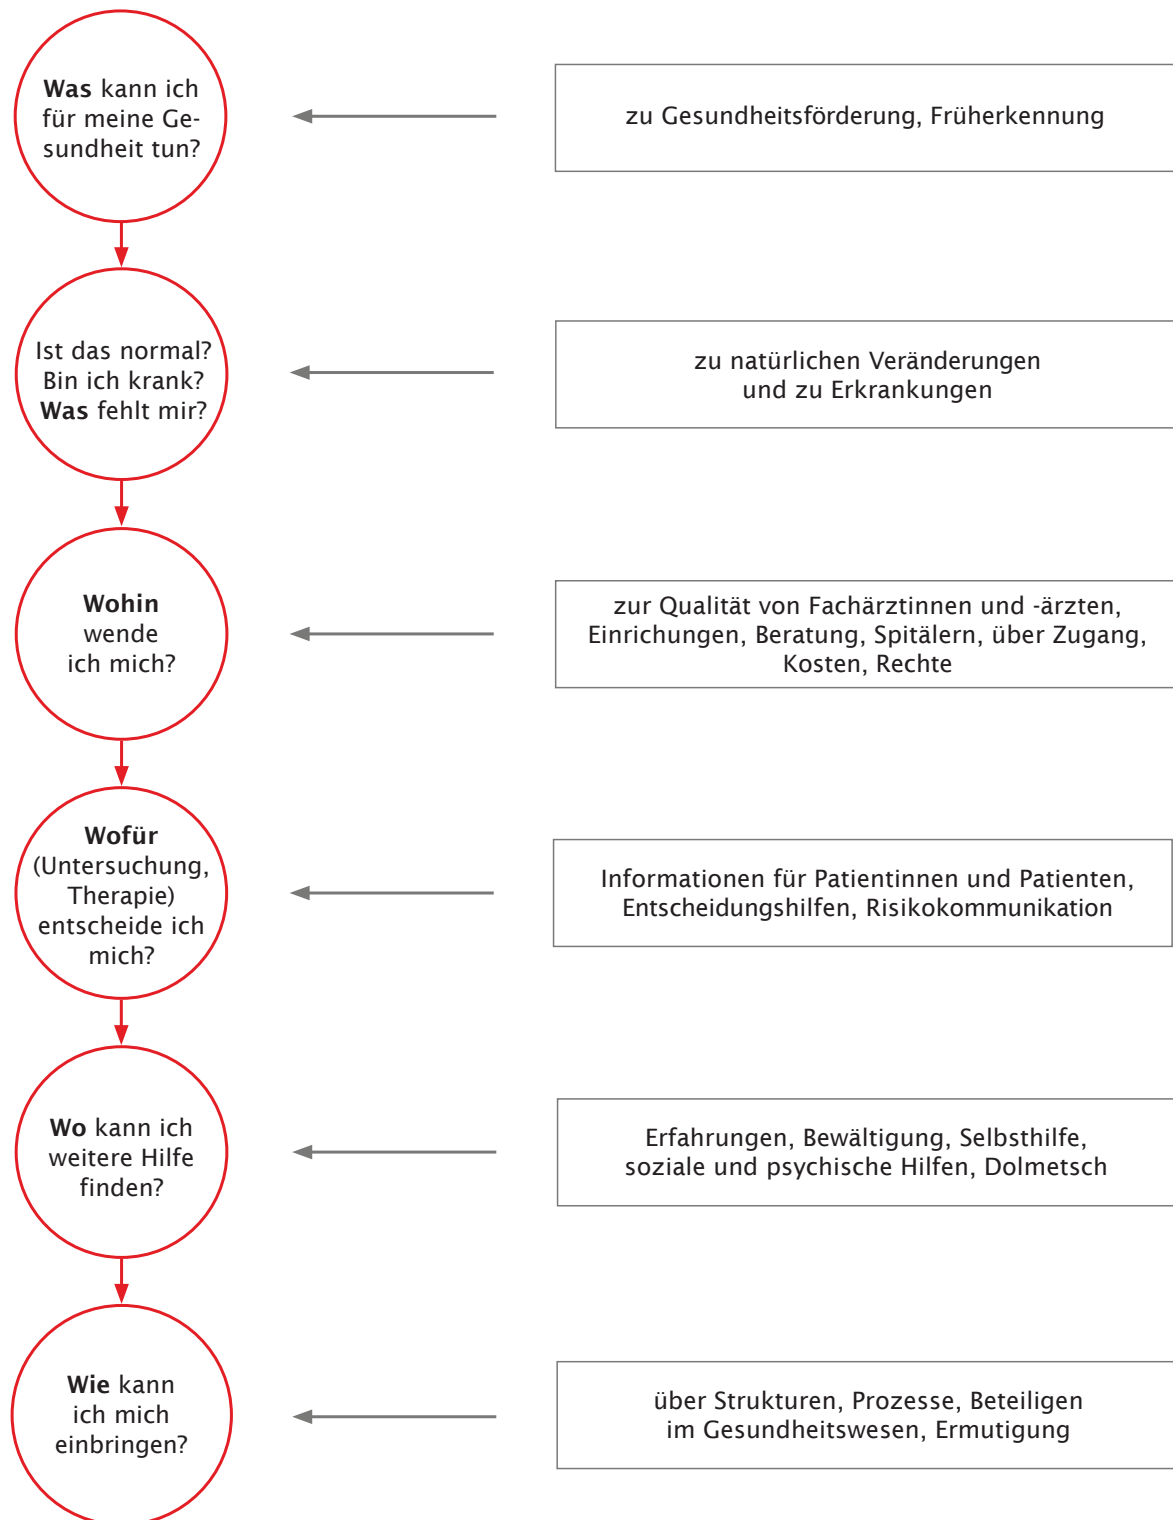 Was kann ich
für meine Ge-
sundheit tun?
zu Gesundheitsförderung, Früherkennung
Ist das normal?
Bin ich krank?
Was fehlt mir?
zu natürlichen Veränderungen
und zu Erkrankungen
Wohin
wende
ich mich?
zur Qualität von Fachärztinnen und -ärzten,
Einrichungen, Beratung, Spitälern, über Zugang,
Kosten, Rechte
Wofür
(Untersuchung,
Therapie)
entscheide ich
mich?
Informationen für Patientinnen und Patienten,
Entscheidungshilfen, Risikokommunikation
Wo kann ich
weitere Hilfe
finden?
Erfahrungen, Bewältigung, Selbsthilfe,
soziale und psychische Hilfen, Dolmetsch
Wie kann
ich mich
einbringen?
über Strukturen, Prozesse, Beteiligen
im Gesundheitswesen, Ermutigung